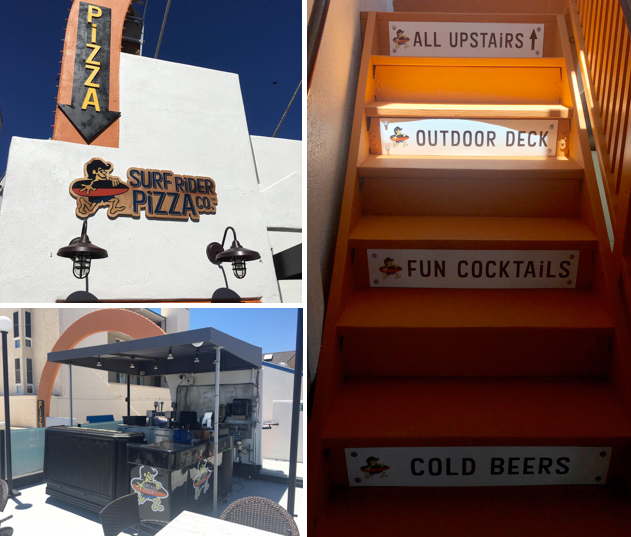 PiZZA
SURF RiDER
PiZZA CO.
ALL UPSTAiRS
OUTDOOR DECK
FUN COCKTAiLS
COLD BEERS